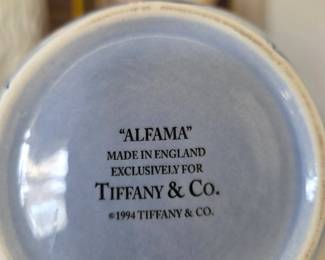 "ALFAMA"
MADE IN ENGLAND
EXCLUSIVELY FOR
TIFFANY & CO.
©1994 TIFFANY & CO.